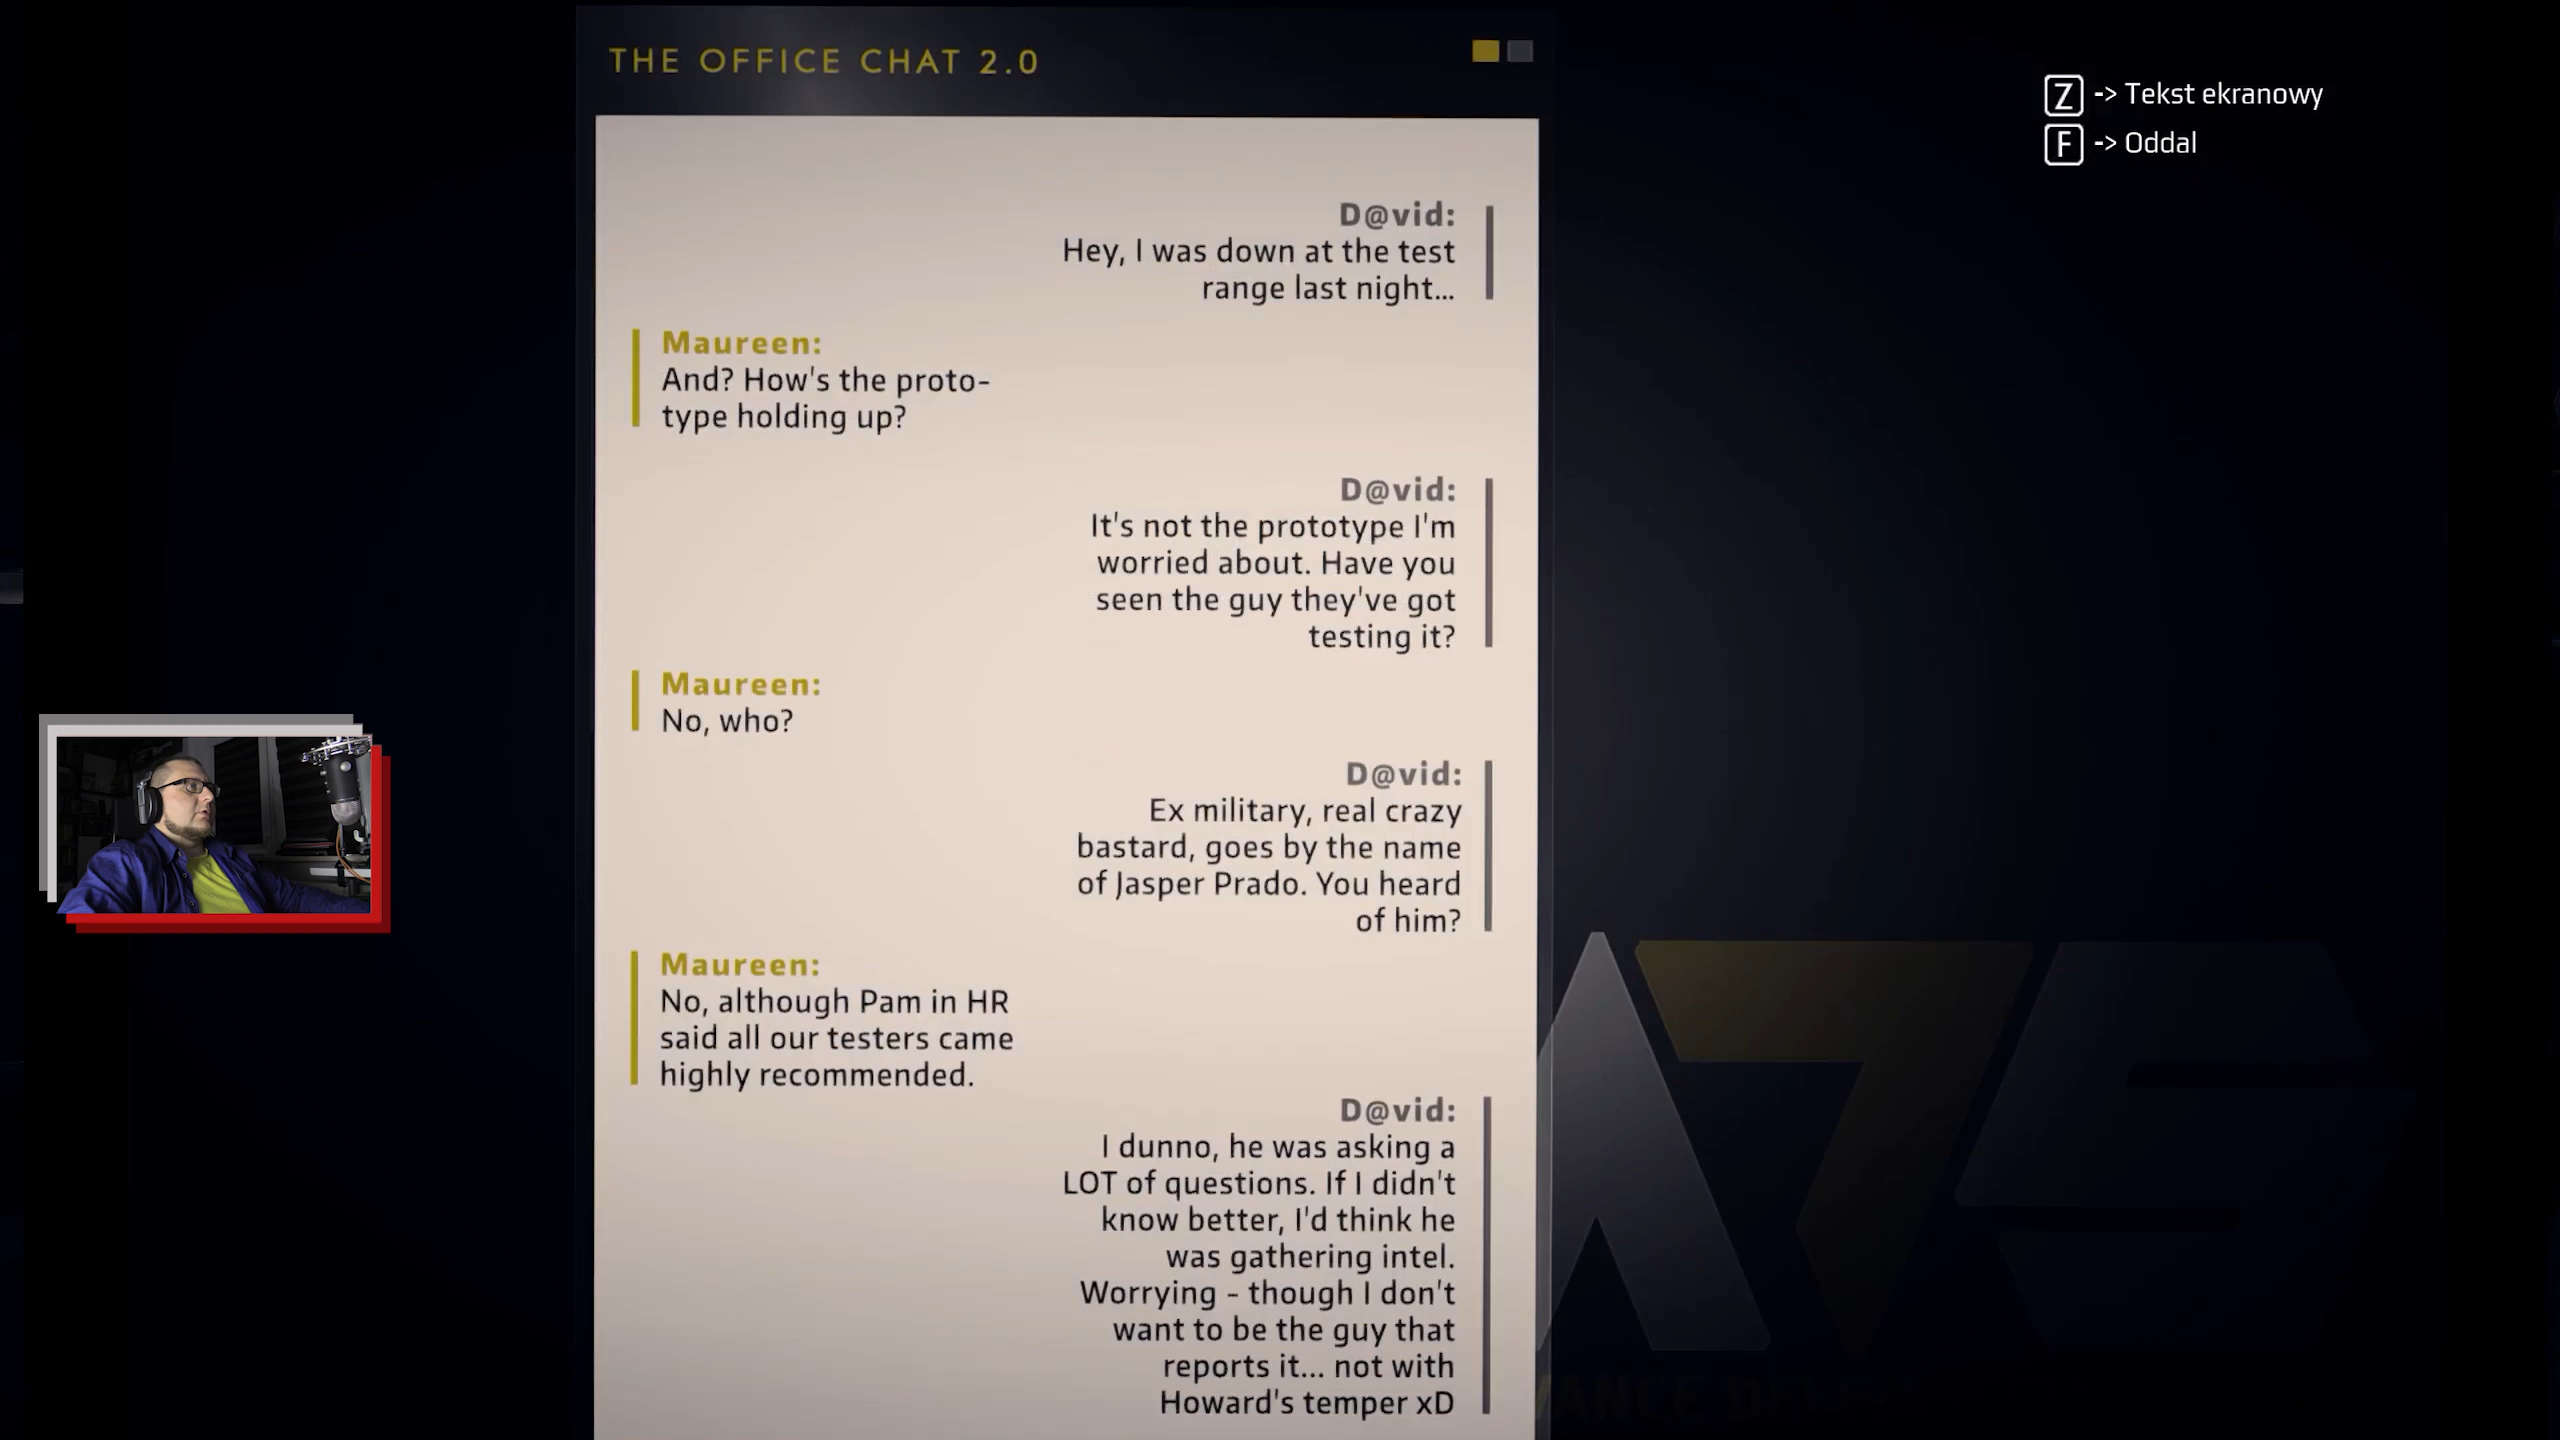 THE OFFICE CHAT 2.0
Z -> Tekst ekranowy
F -> Oddal
D@vid:
Hey, I was down at the test
range last night...
Maureen:
And? How's the proto-
type holding up?
D@vid:
It's not the prototype I'm
worried about. Have you
seen the guy they've got
testing it?
Maureen:
No, who?
D@vid:
Ex military, real crazy
bastard, goes by the name
of Jasper Prado. You heard
of him?
Maureen:
No, although Pam in HR
said all our testers came
highly recommended.
D@vid:
I dunno, he was asking a
LOT of questions. If I didn't
know better, I'd think he
was gathering intel.
Worrying - though I don't
want to be the guy that
reports it... not with
Howard's temper xD